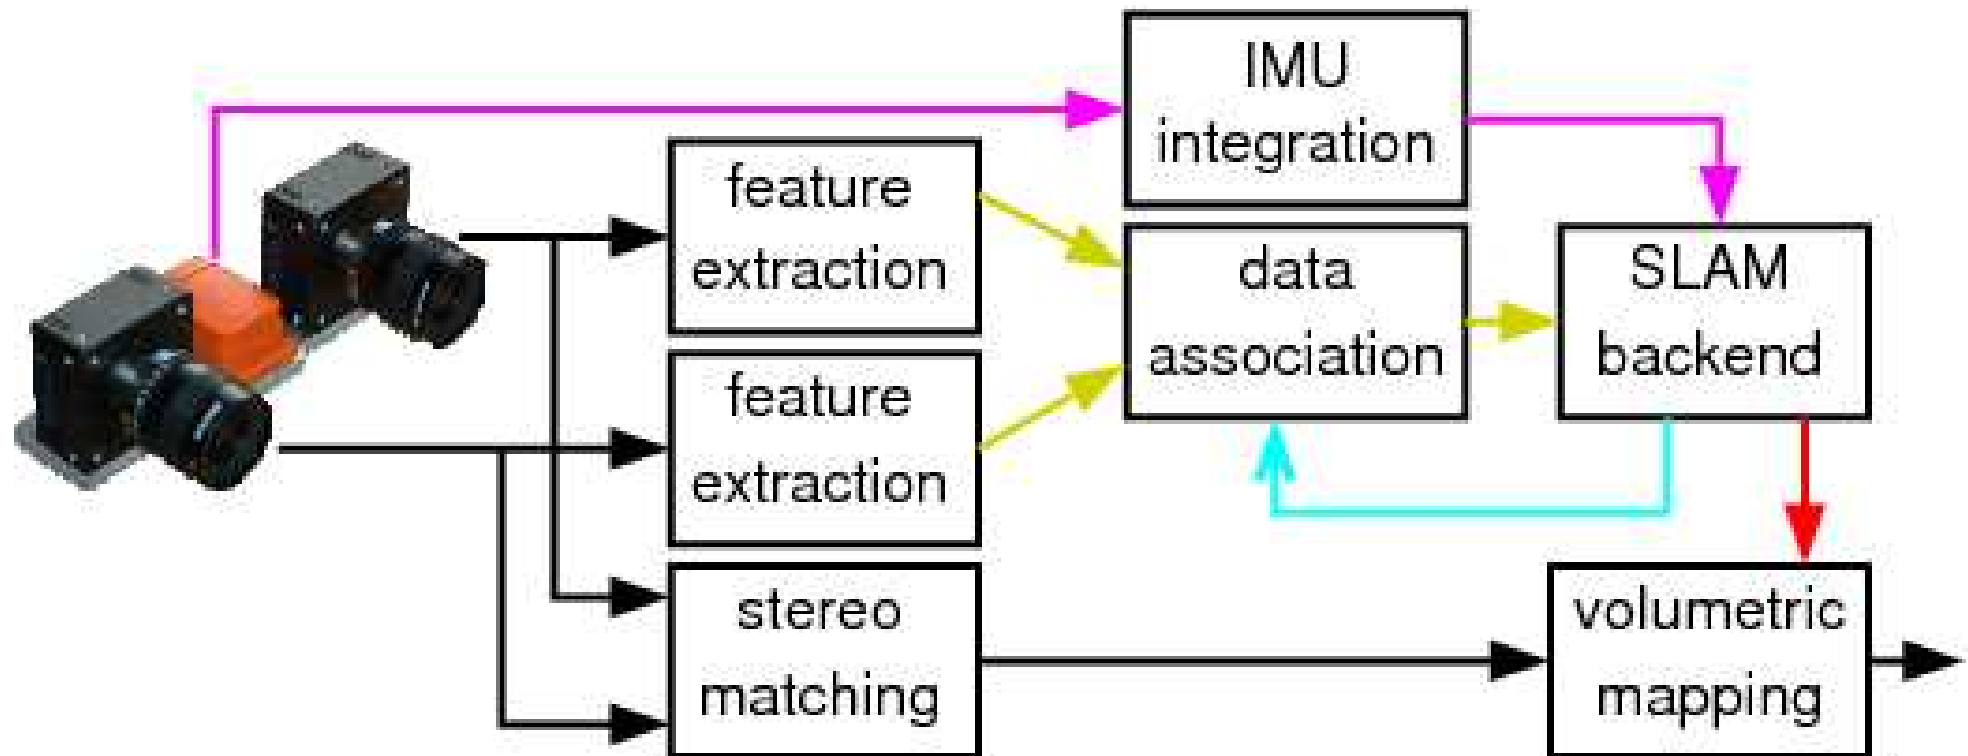 IMU
integration
feature
extraction
data
association
SLAM
backend
feature
extraction
stereo
matching
volumetric
mapping